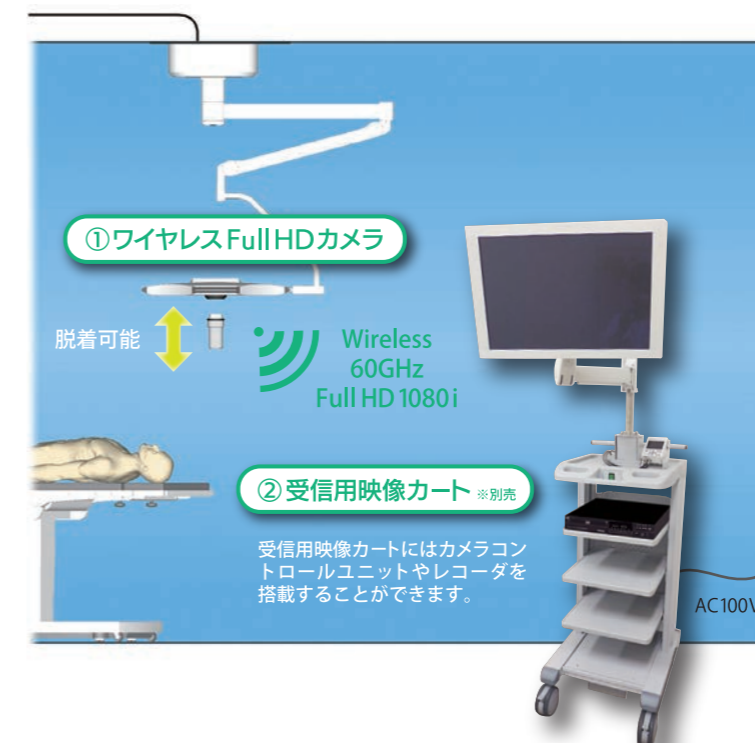 ①ワイヤレスFull HDカメラ
脱着可能
Wireless
60GHz
Full HD 1080i
②受信用映像カート ※別売
受信用映像カートにはカメラコン
トロールユニットやレコーダを
搭載することができます。
AC100V